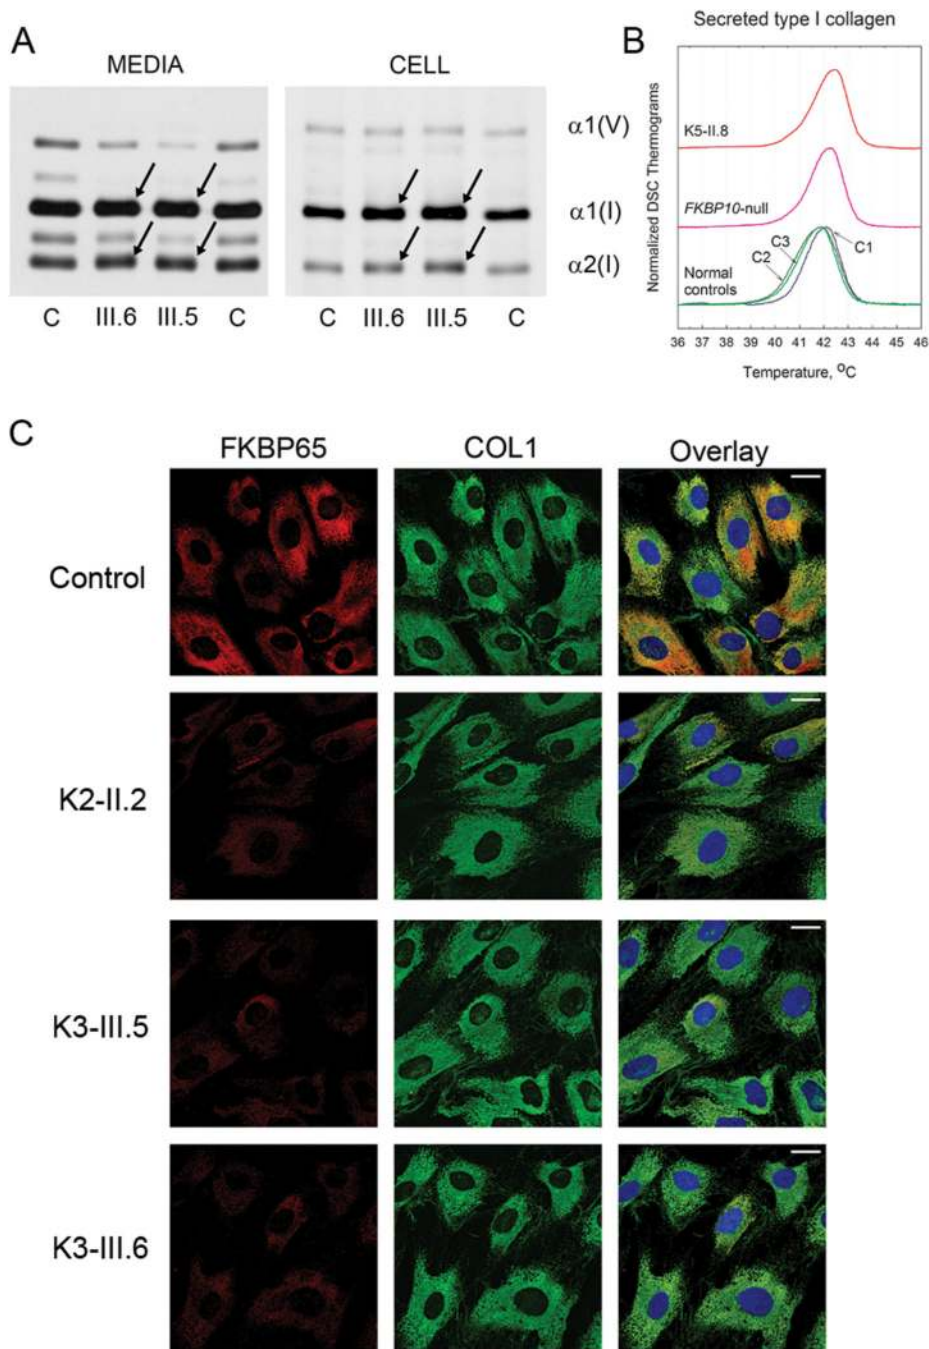 A
MEDIA
CELL
α1(V)
α1(I)
α2(I)
C III.6 III.5 C
C III.6 III.5 C
B
Secreted type I collagen
Normalized DSC Thermograms
K5-II.8
FKBP10-null
C3
C1
C2
Normal
controls
36 37 38 39 40 41 42 43 44 45 46
Temperature, ºC
C
FKBP65
COL1
Overlay
Control
K2-II.2
K3-III.5
K3-III.6